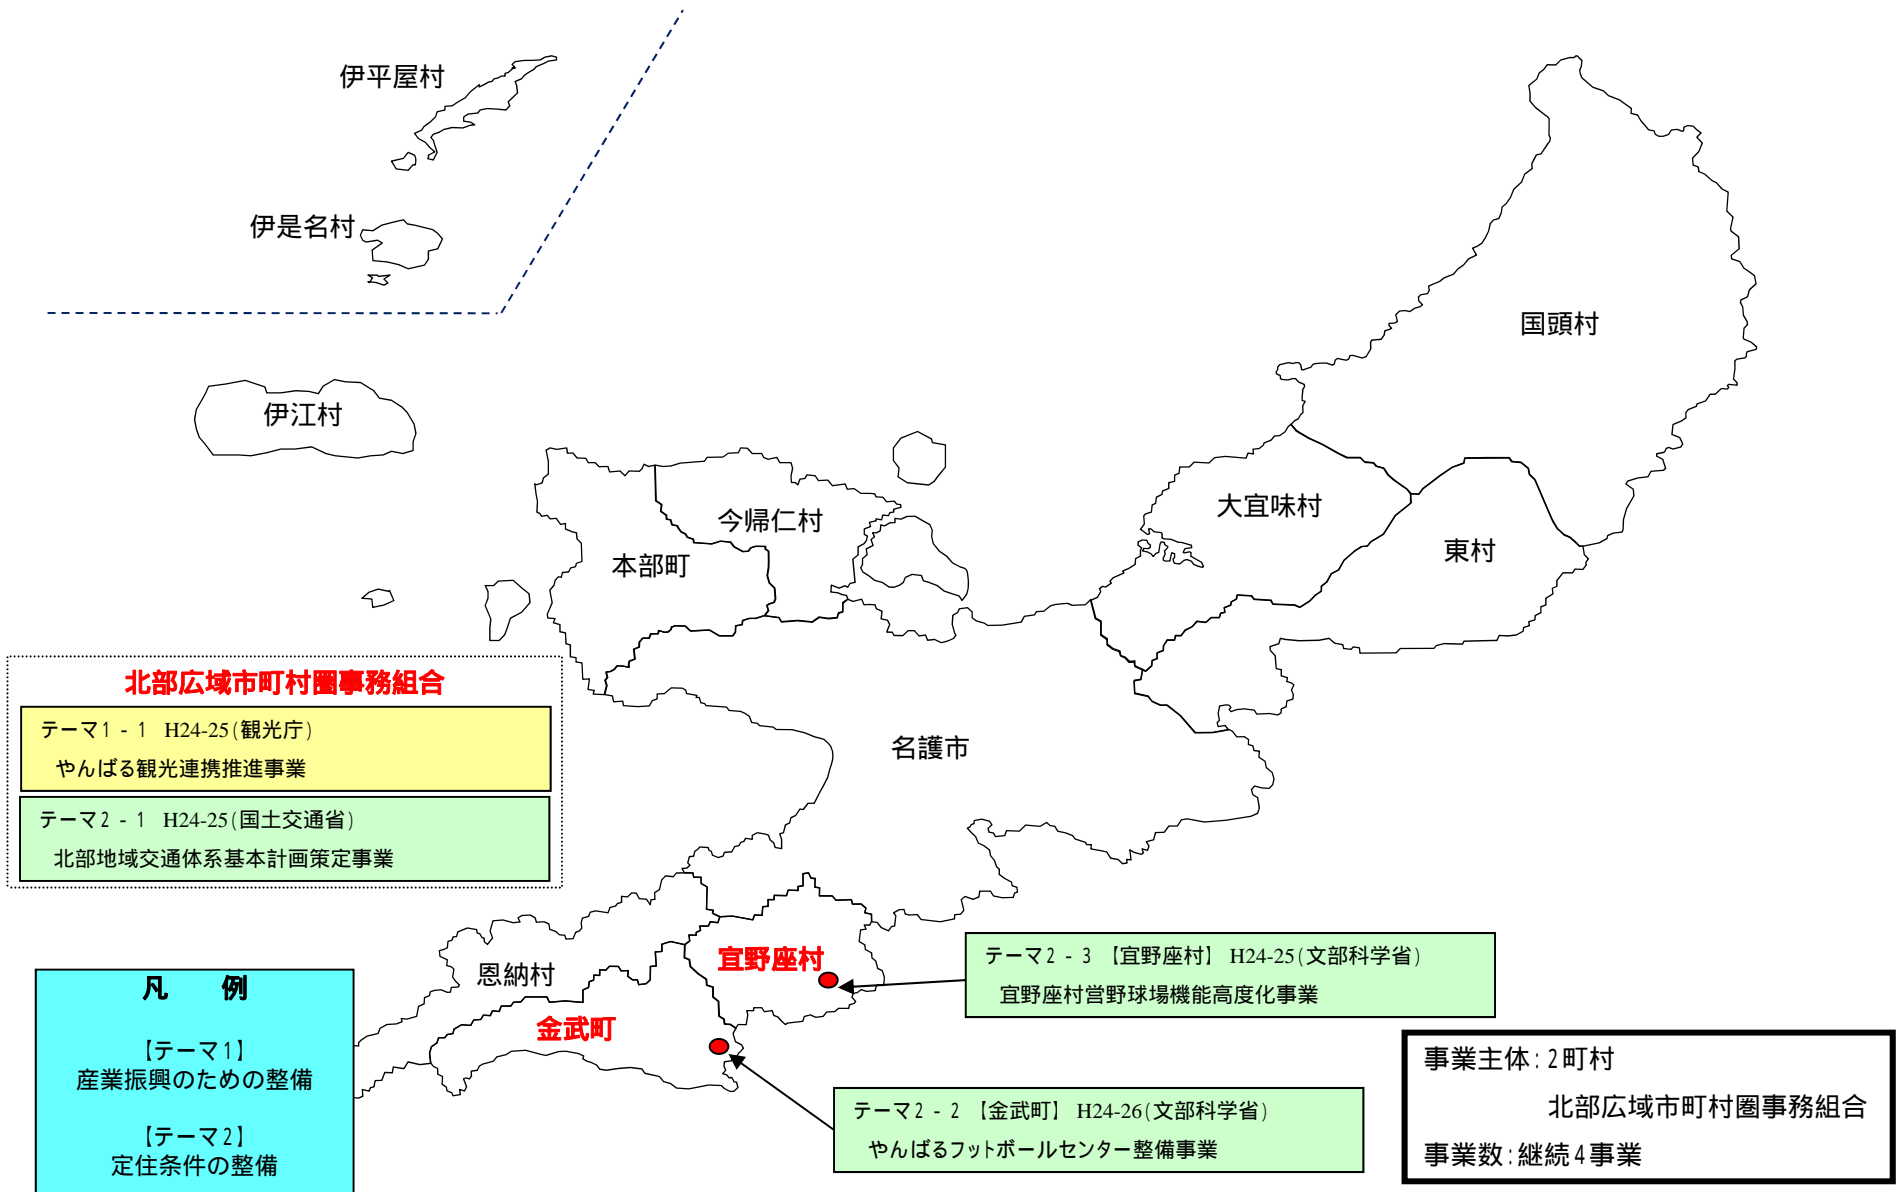 伊平屋村
伊是名村
伊江村
国頭村
大宜味村
東村
今帰仁村
本部町
名護市
北部広域市町村圏事務組合
テーマ1 - 1 H24-25(観光庁)
やんばる観光連携推進事業
テーマ2 - 1 H24-25(国土交通省)
北部地域交通体系基本計画策定事業
恩納村
宜野座村
金武町
テーマ2 - 3 【宜野座村】 H24-25(文部科学省)
宜野座村営野球場機能高度化事業
テーマ2 - 2 【金武町】 H24-26(文部科学省)
やんばるフットボールセンター整備事業
凡 例
【テーマ1】
産業振興のための整備
【テーマ2】
定住条件の整備
事業主体:2町村
北部広域市町村圏事務組合
事業数:継続4事業